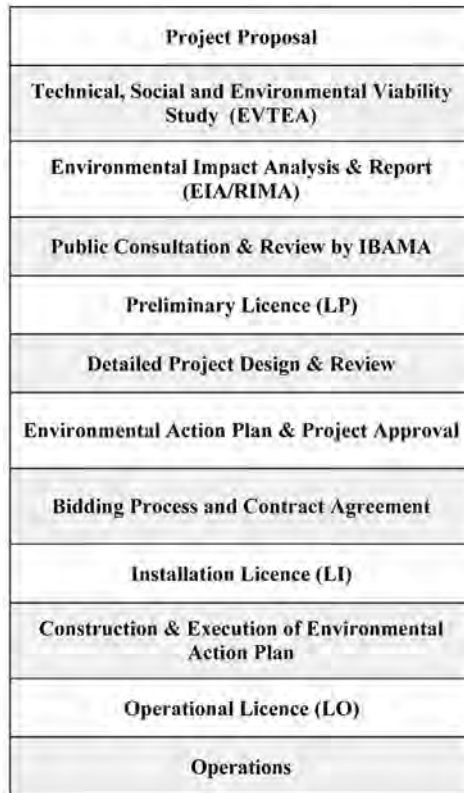 Project Proposal
Technical, Social and Environmental Viability
Study (EVTEA)
Environmental Impact Analysis & Report
(EIA/RIMA)
Public Consultation & Review by IBAMA
Preliminary Licence (LP)
Detailed Project Design & Review
Environmental Action Plan & Project Approval
Bidding Process and Contract Agreement
Installation Licence (LI)
Construction & Execution of Environmental
Action Plan
Operational Licence (LO)
Operations